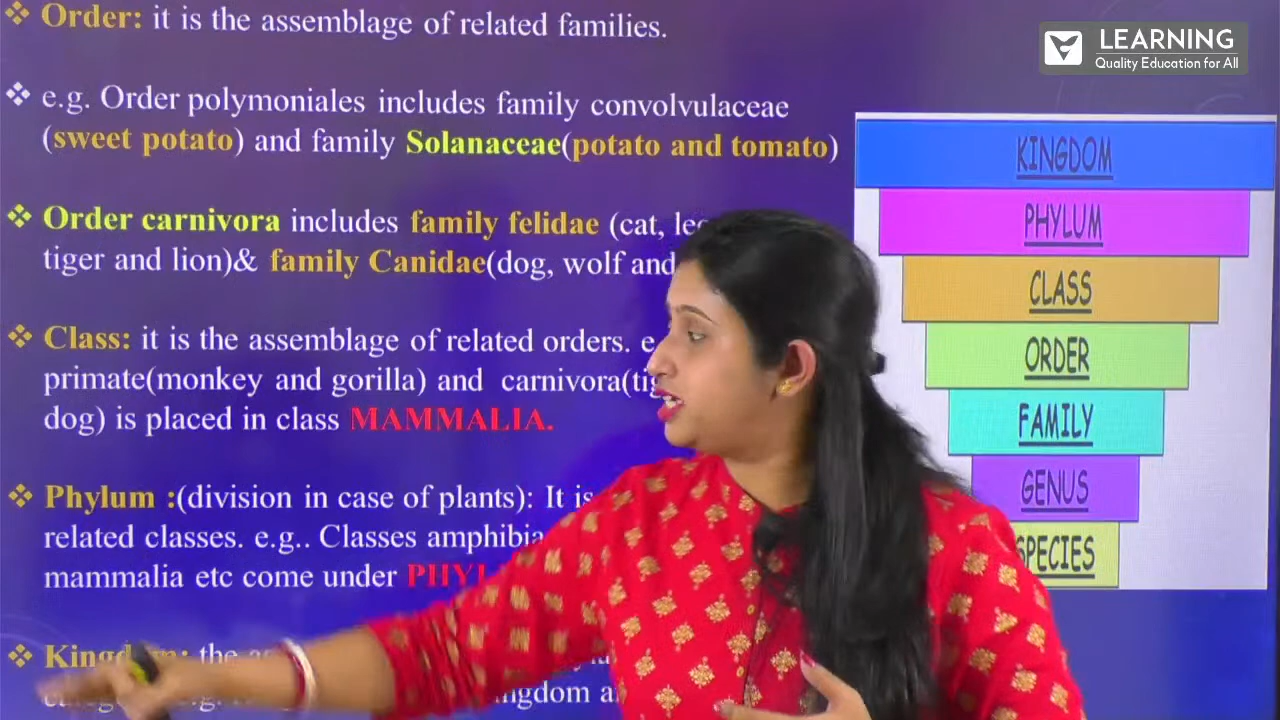 Order: it is the assemblage of related families.
e.g. Order polymoniales includes family convolvulaceae
(sweet potato) and family Solanaceae(potato and tomato)
Order carnivora includes family felidae (cat,
tiger and lion)& family Canidae(dog, wolf and
Class: it is the assemblage of related orders.
primate(monkey and gorilla) and carnivora(
dog) is placed in class MAMMALIA.
Phylum :(division in case of plants): It is
related classes. e.g.. Classes
mammalia etc come under
the
LEARNING
Quality Education for All
KINGDOM
PHYLUM
CLASS
ORDER
FAMILY
GENUS
SPECIES